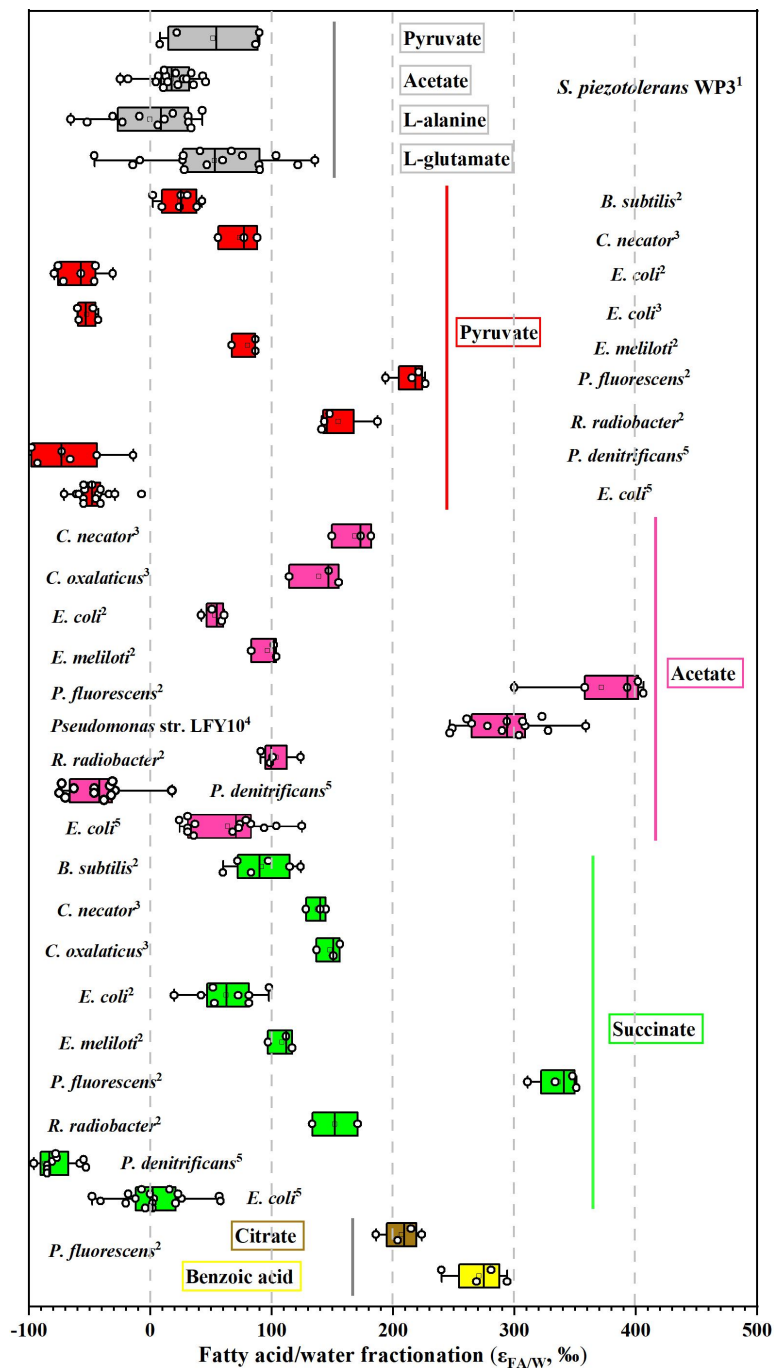 Pyruvate
Acetate
S. piezotolerans WP3¹
L-alanine
L-glutamate
B. subtilis²
C. necator³
E. coli²
E. coli³
Pyruvate
E. meliloti²
P. fluorescens²
R. radiobacter²
P. denitrificans⁵
E. coli⁵
C. necator³
C. oxalaticus³
E. coli²
E. meliloti²
Acetate
P. fluorescens²
Pseudomonas str. LFY10⁴
R. radiobacter²
P. denitrificans⁵
E. coli⁵
B. subtilis²
C. necator³
C. oxalaticus³
E. coli²
E. meliloti²
Succinate
P. fluorescens²
R. radiobacter²
P. denitrificans⁵
E. coli⁵
Citrate
P. fluorescens²
Benzoic acid
-100 0 100 200 300 400 500
Fatty acid/water fractionation (ε_FA/W, ‰)